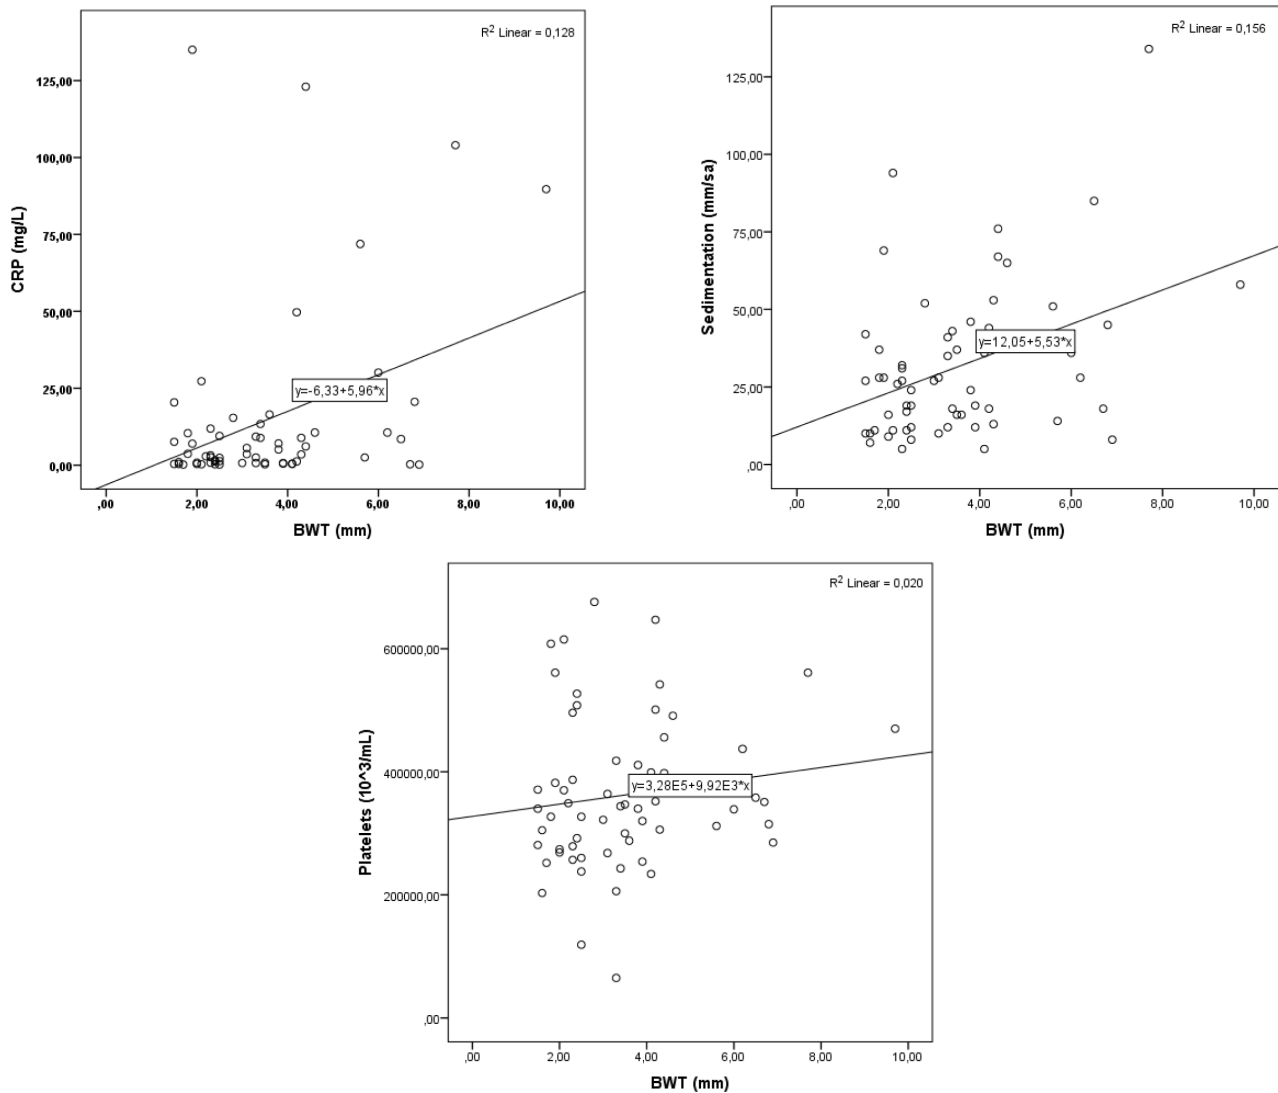 R² Linear = 0,128
CRP (mg/L)
125,00
100,00
75,00
50,00
25,00
0,00
y=-6,33+5,96*x
,00 2,00 4,00 6,00 8,00 10,00
BWT (mm)
R² Linear = 0,156
Sedimentation (mm/sa)
125,00
100,00
75,00
50,00
25,00
,00
y=12,05+5,53*x
,00 2,00 4,00 6,00 8,00 10,00
BWT (mm)
R² Linear = 0,020
Platelets (10^3/mL)
600000,00
400000,00
200000,00
,00
y=3,28E5+9,92E3*x
,00 2,00 4,00 6,00 8,00 10,00
BWT (mm)